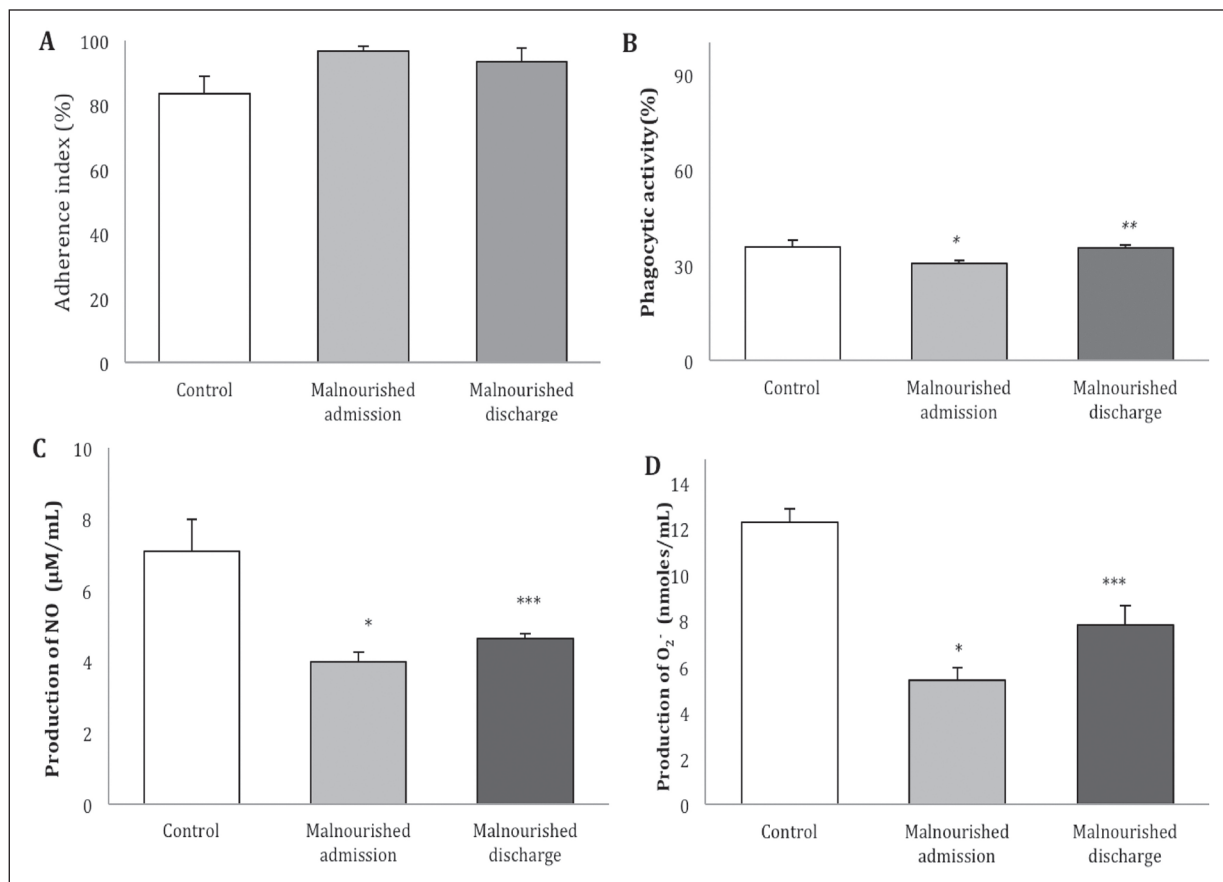 A
Adherence index (%)
100
80
60
40
20
0
Control
Malnourished
admission
Malnourished
discharge
B
Phagocytic activity(%)
90
60
30
0
*
**
Control
Malnourished
admission
Malnourished
discharge
C
Production of NO (µM/mL)
10
8
6
4
2
0
*
***
Control
Malnourished
admission
Malnourished
discharge
D
Production of O₂⁻ (nmoles/mL)
14
12
10
8
6
4
2
0
*
***
Control
Malnourished
admission
Malnourished
discharge